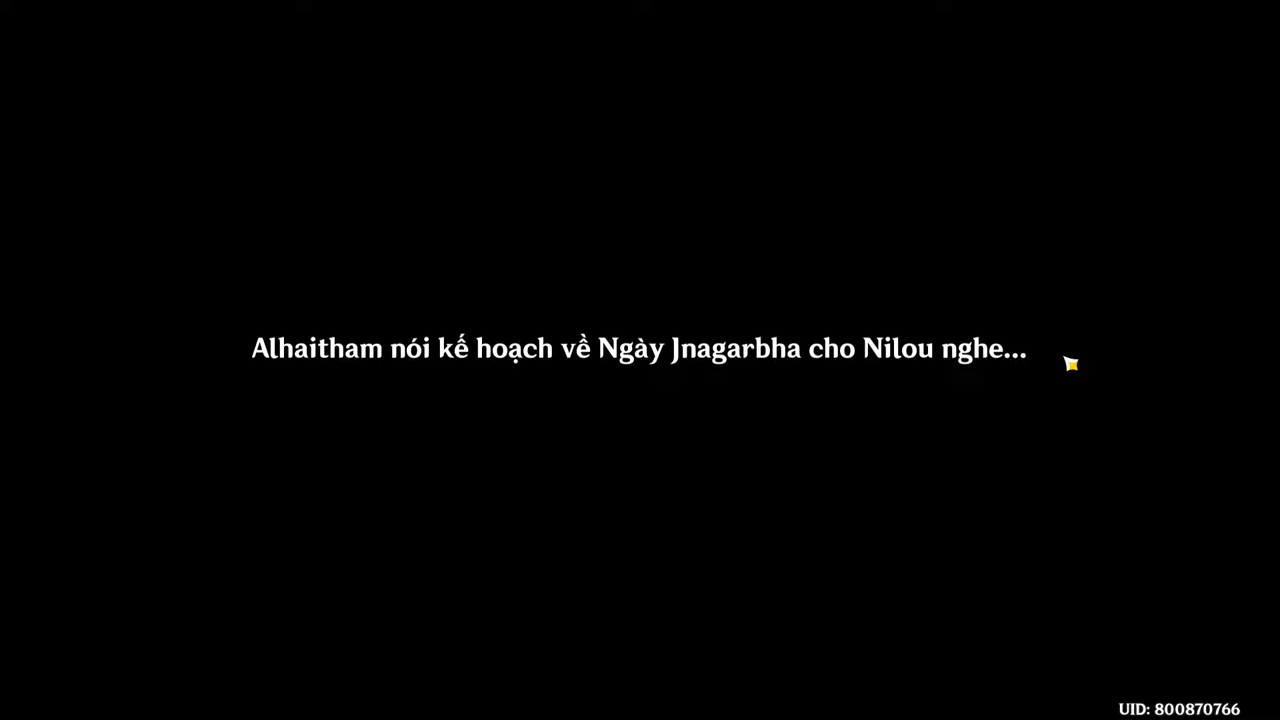 Alhaitham nói kế hoạch về Ngày Jnagarbha cho Nilou nghe...
UID: 800870766